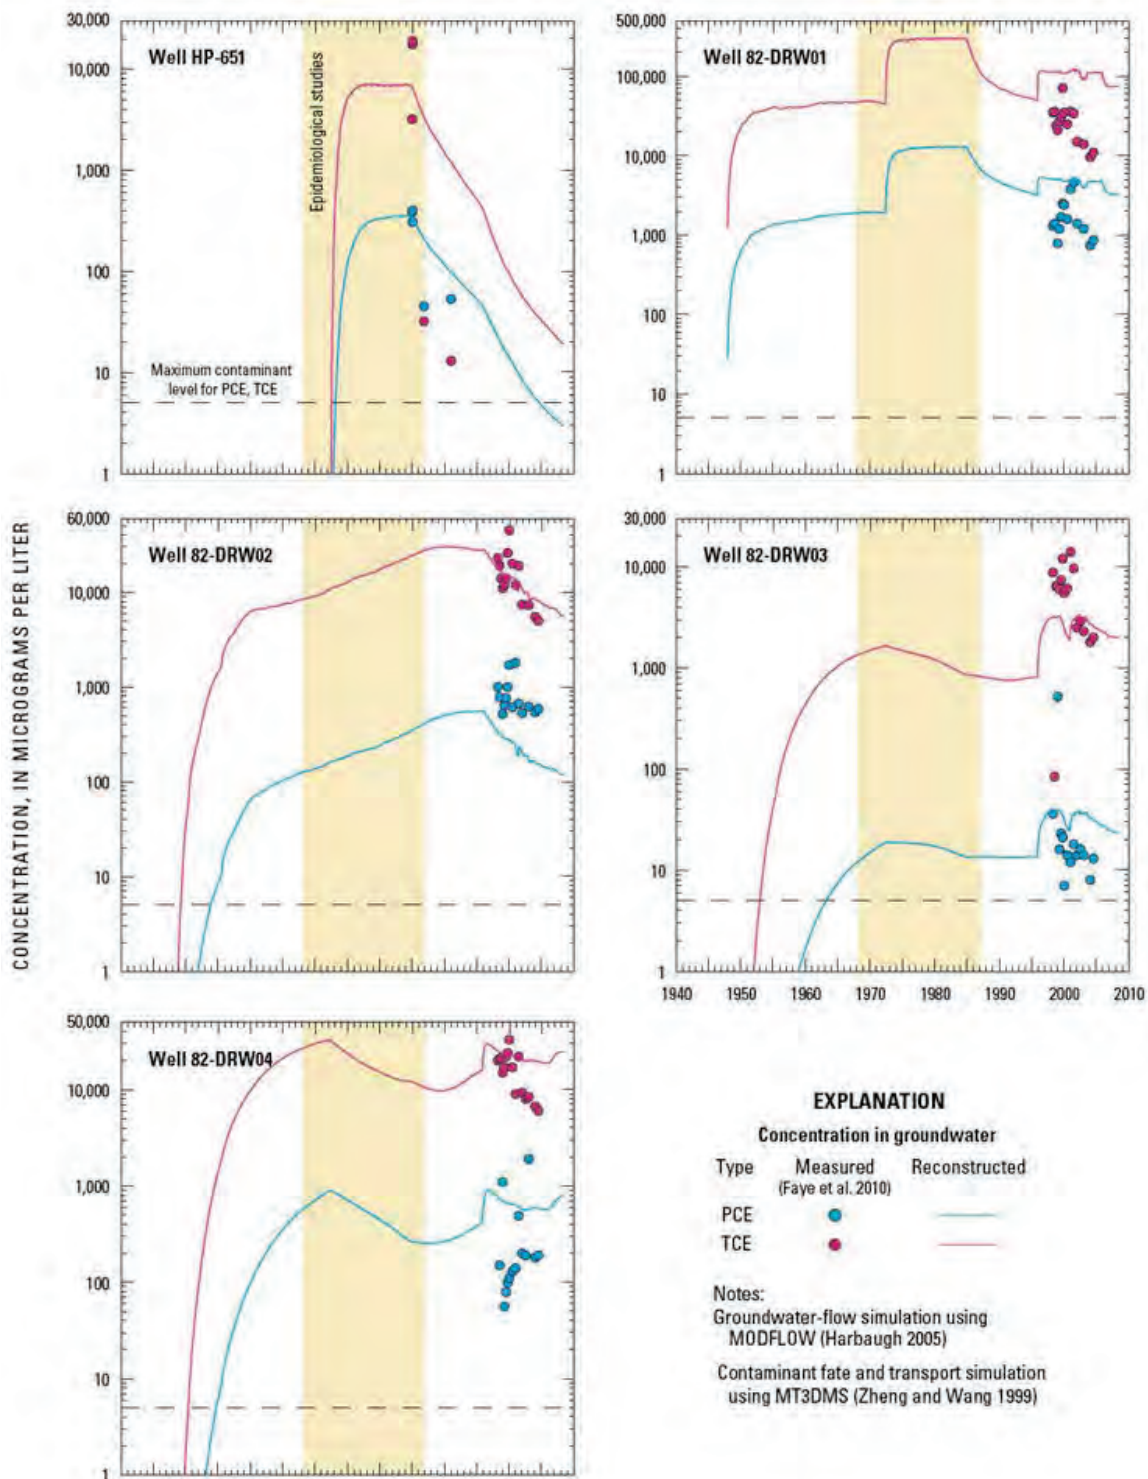 CONCENTRATION, IN MICROGRAMS PER LITER
30,000
10,000
1,000
100
10
1
Well HP-651
Epidemiological studies
Maximum contaminant
level for PCE, TCE
500,000
100,000
10,000
1,000
100
10
1
Well 82-DRW01
60,000
10,000
1,000
100
10
1
Well 82-DRW02
30,000
10,000
1,000
100
10
1
Well 82-DRW03
1940 1950 1960 1970 1980 1990 2000 2010
50,000
10,000
1,000
100
10
1
Well 82-DRW04
EXPLANATION
Concentration in groundwater
Type Measured Reconstructed
(Faye et al. 2010)
PCE
TCE
Notes:
Groundwater-flow simulation using
MODFLOW (Harbaugh 2005)
Contaminant fate and transport simulation
using MT3DMS (Zheng and Wang 1999)